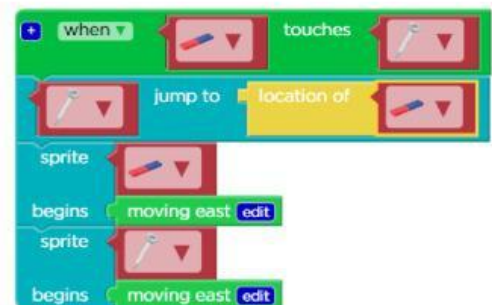 + when ▼ touches
jump to location of
sprite
begins moving east edit
sprite
begins moving east edit